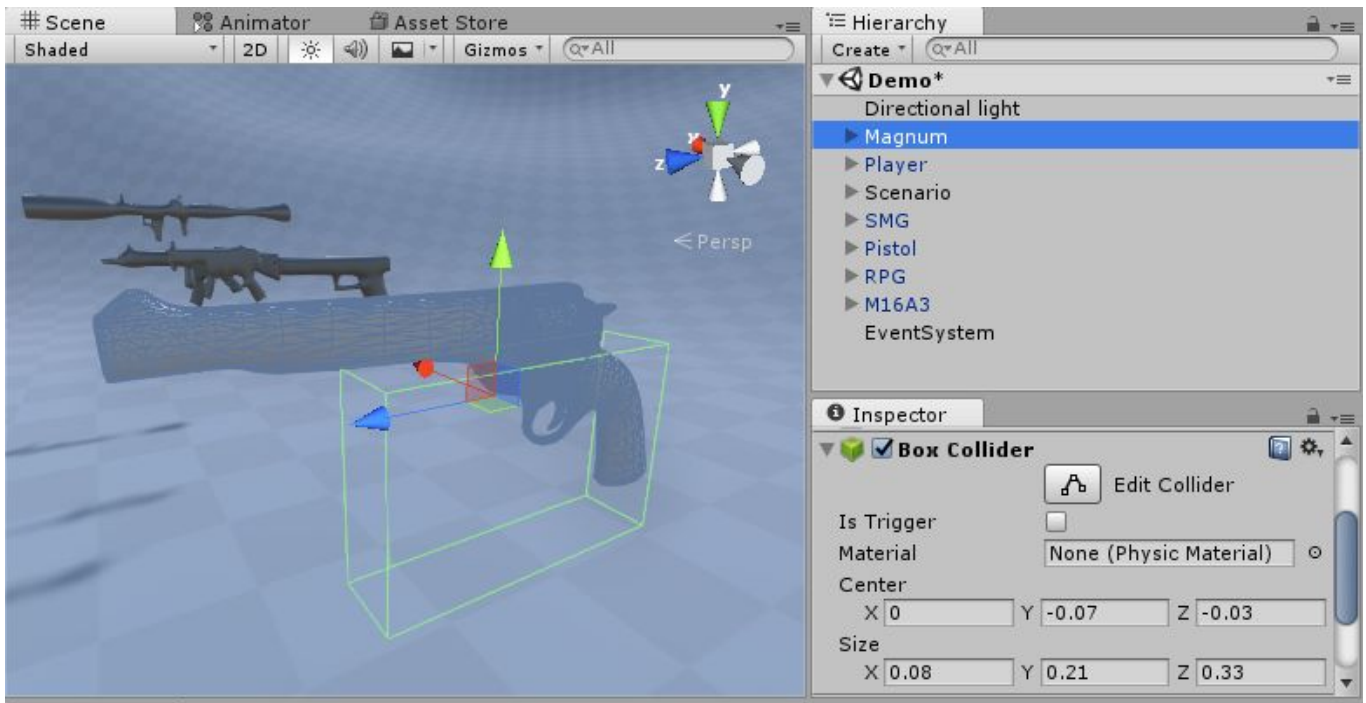 Scene Animator Asset Store
Shaded 2D Gizmos All
y
x
z
Persp
Hierarchy
Create All
Demo*
Directional light
Magnum
Player
Scenario
SMG
Pistol
RPG
M16A3
EventSystem
Inspector
Box Collider
Edit Collider
Is Trigger
Material None (Physic Material)
Center
X 0 Y -0.07 Z -0.03
Size
X 0.08 Y 0.21 Z 0.33